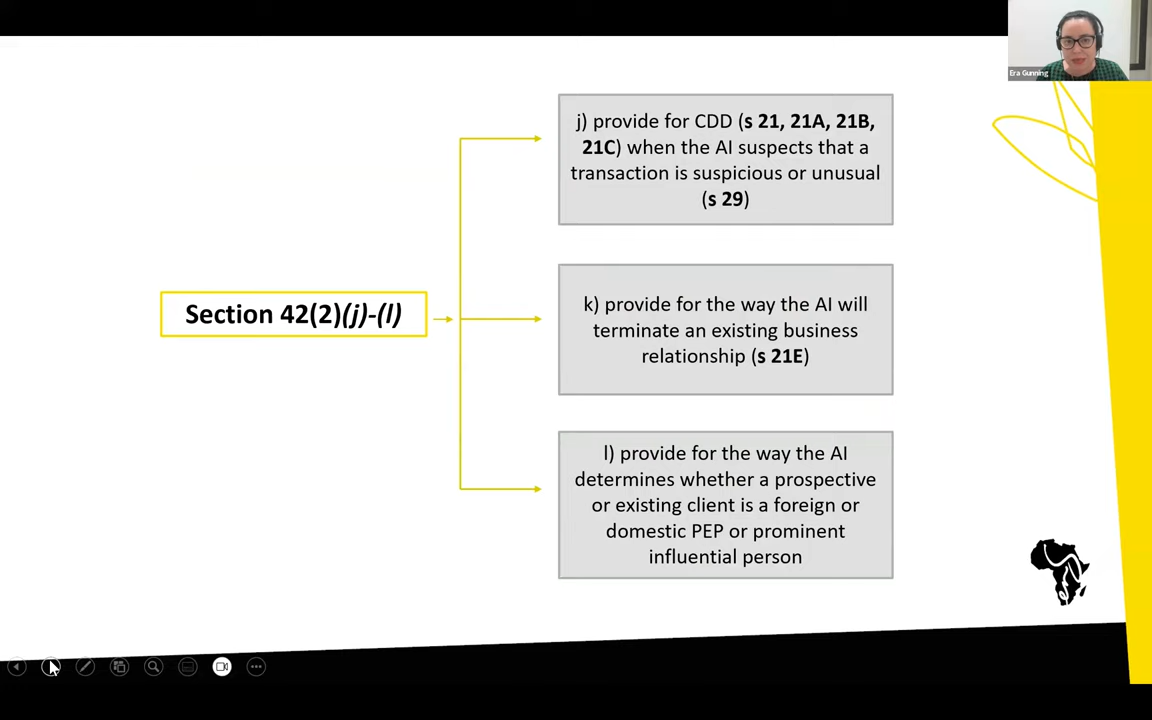 Era Gunning
j) provide for CDD (s 21, 21A, 21B,
21C) when the AI suspects that a
transaction is suspicious or unusual
(s 29)
Section 42(2)(j)-(l)
k) provide for the way the AI will
terminate an existing business
relationship (s 21E)
l) provide for the way the AI
determines whether a prospective
or existing client is a foreign or
domestic PEP or prominent
influential person